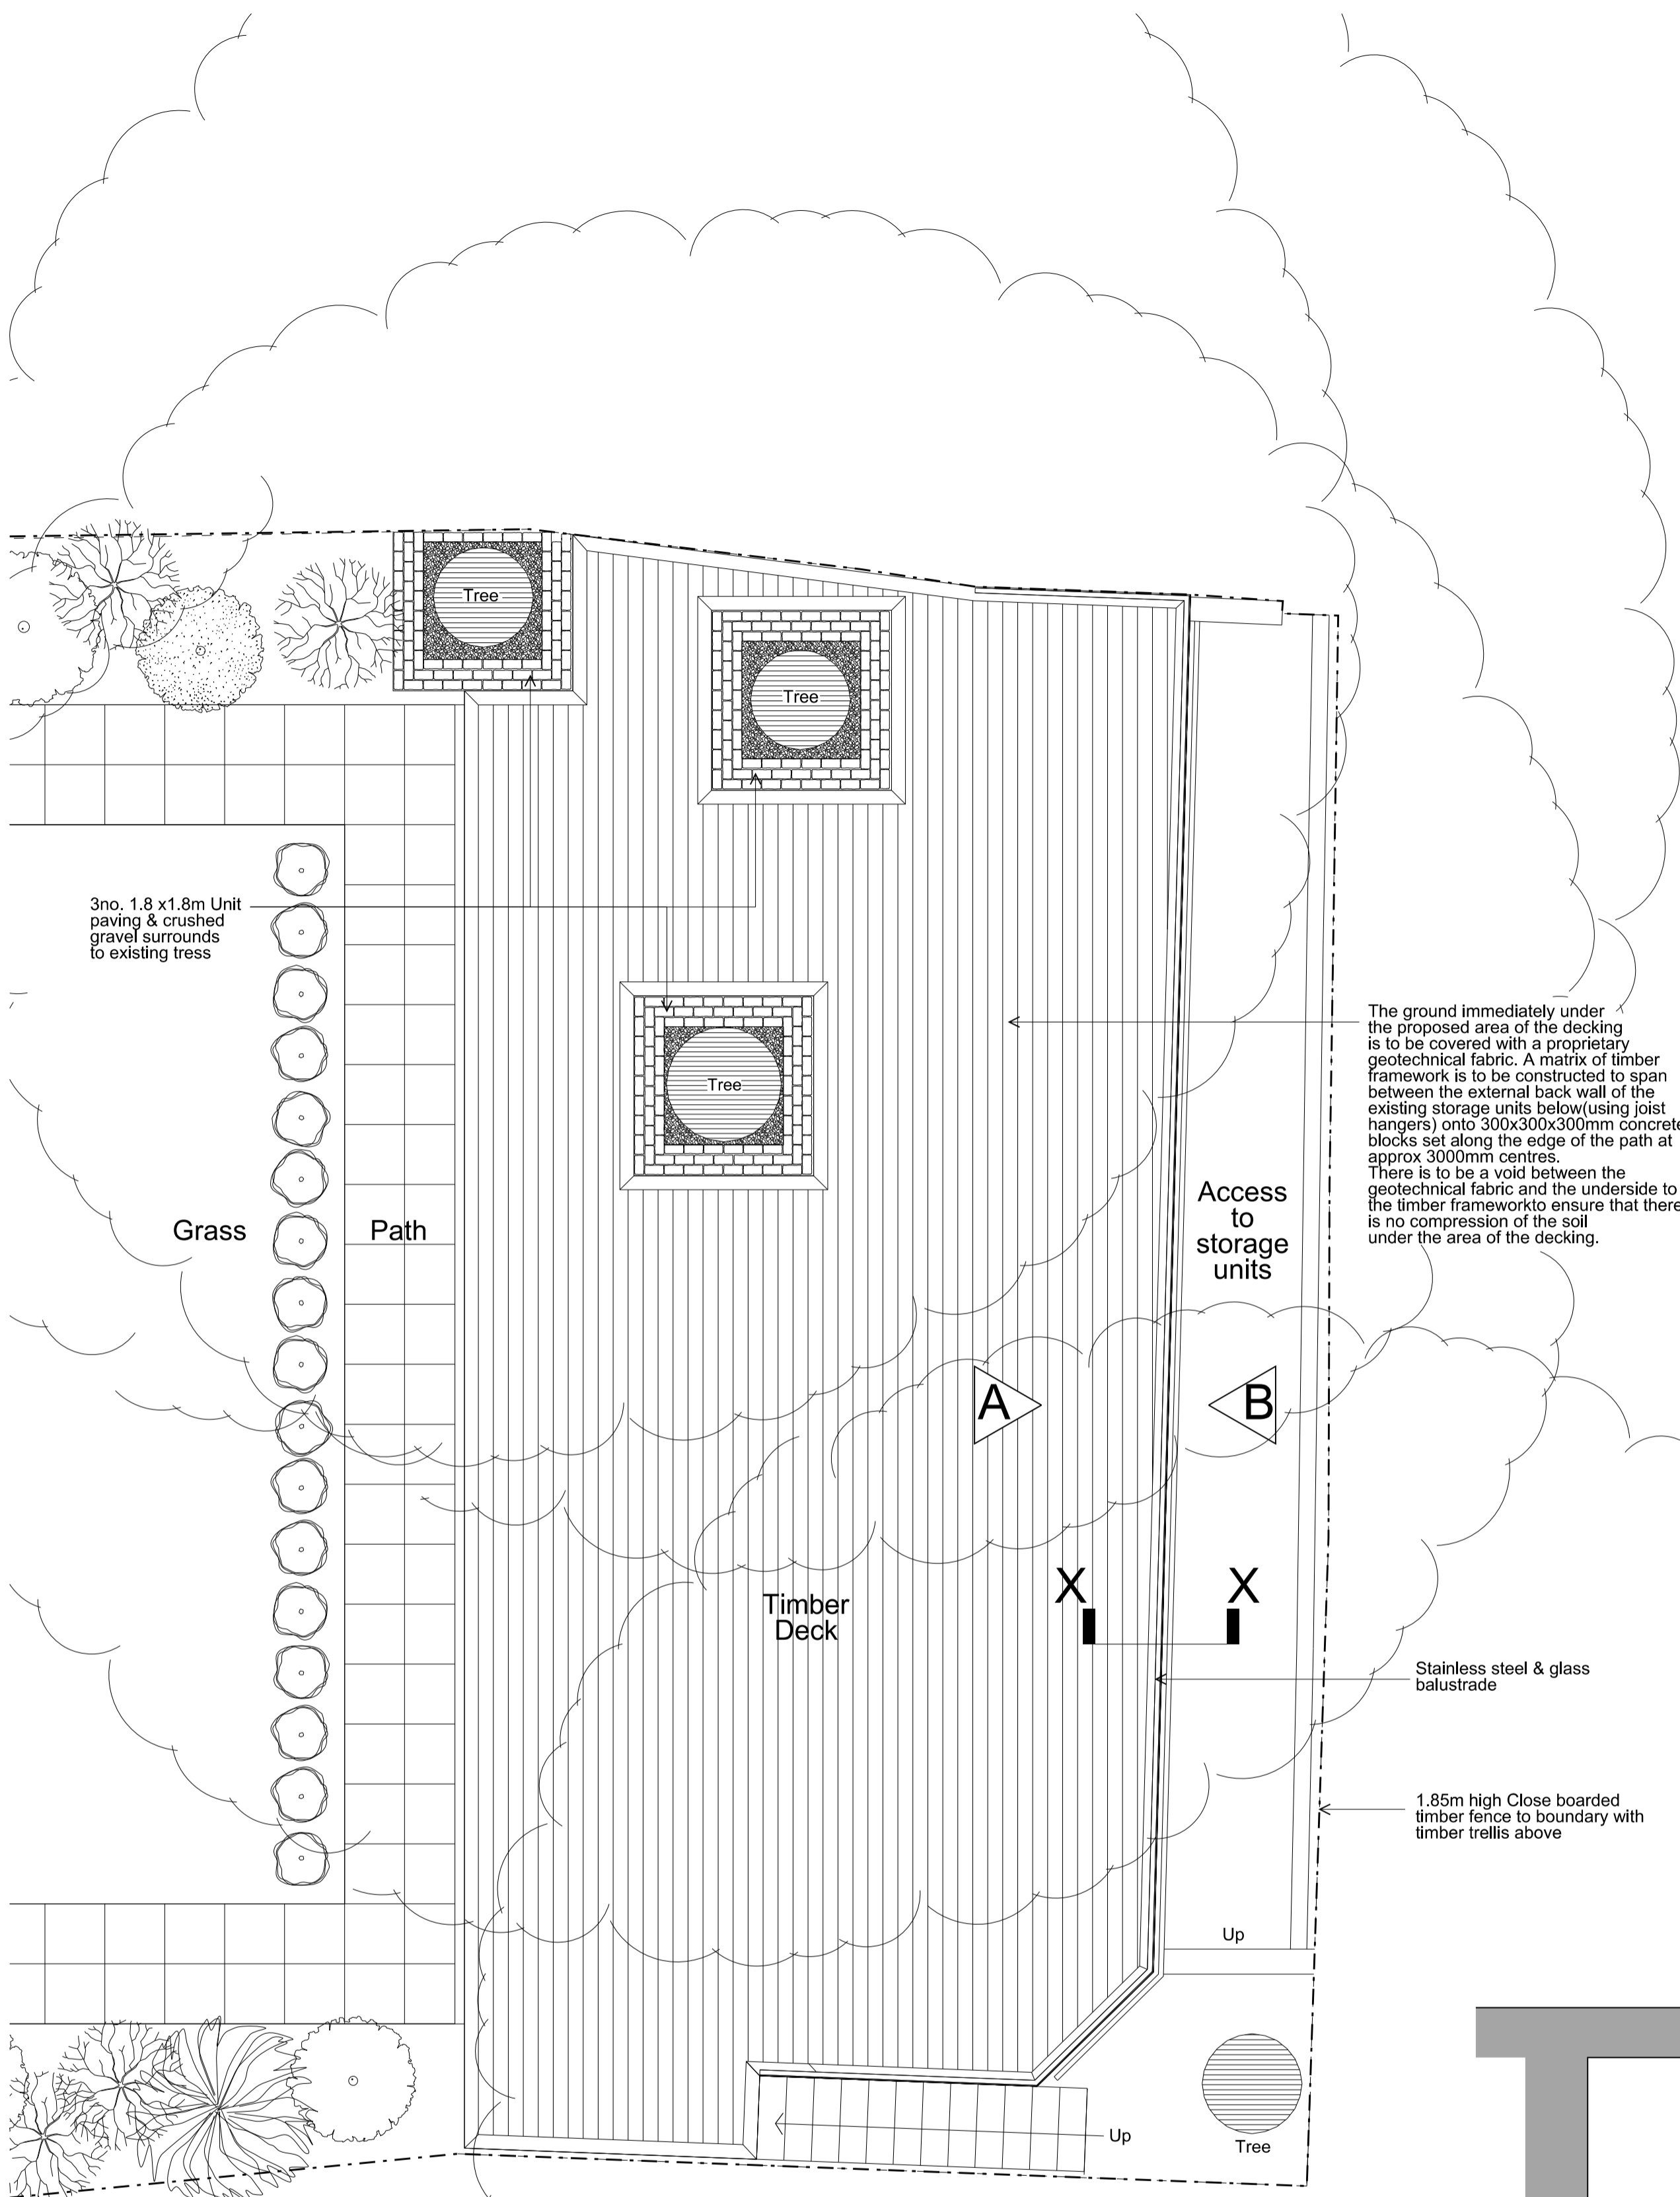 Tree
Tree
3no. 1.8 x1.8m Unit
paving & crushed
gravel surrounds
to existing tress
The ground immediately under
the proposed area of the decking
is to be covered with a proprietary
geotechnical fabric. A matrix of timber
framework is to be constructed to span
between the external back wall of the
existing storage units below(using joist
hangers) onto 300x300x300mm concrete
blocks set along the edge of the path at
approx 3000mm centres.
There is to be a void between the
geotechnical fabric and the underside to
the timber frameworkto ensure that there
is no compression of the soil
under the area of the decking.
Tree
Access
to
storage
units
Grass
Path
A
B
X
X
Timber
Deck
Stainless steel & glass
balustrade
1.85m high Close boarded
timber fence to boundary with
timber trellis above
Up
Up
Tree